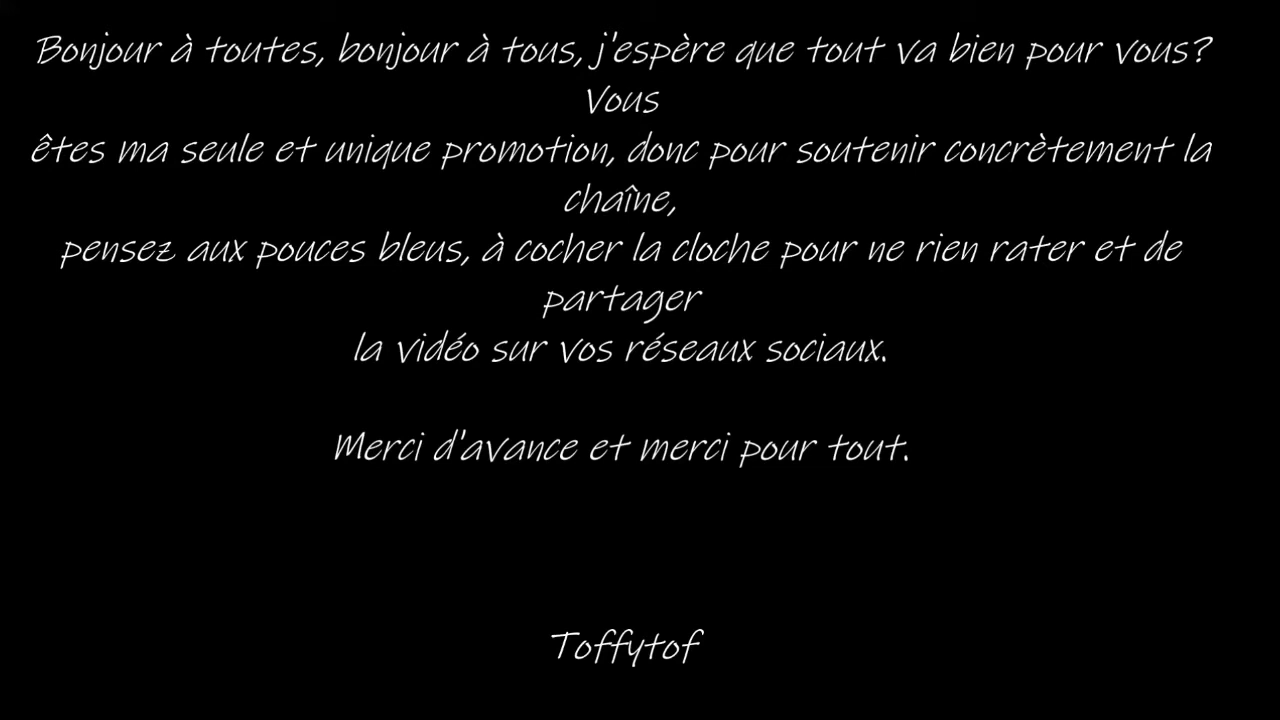 Bonjour à toutes, bonjour à tous, j'espère que tout va bien pour vous?
Vous
êtes ma seule et unique promotion, donc pour soutenir concrètement la
chaîne,
pensez aux pouces bleus, à cocher la cloche pour ne rien rater et de
partager
la vidéo sur vos réseaux sociaux.
Merci d'avance et merci pour tout.
Toffytof